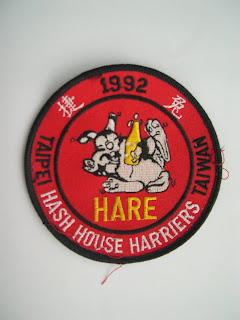 1992
捷 兔
HARE
TAIPEI HASH HOUSE HARRIERS TAIWAN